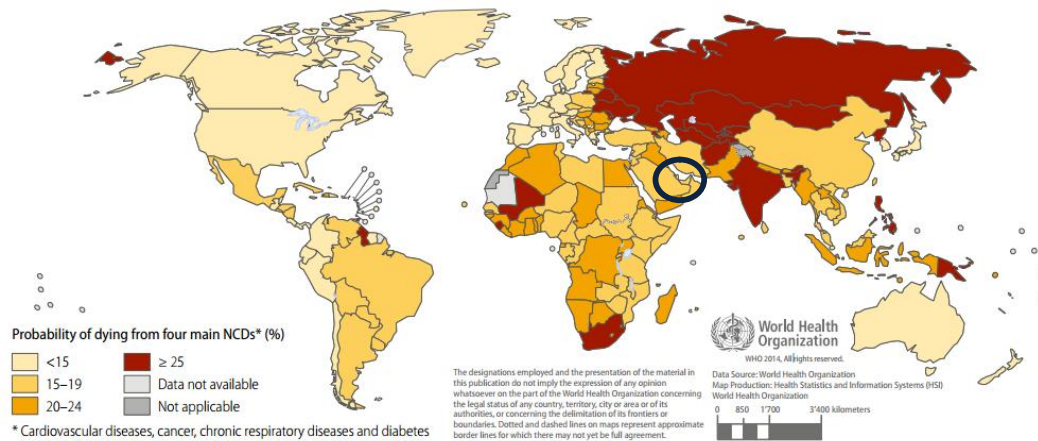 Probability of dying from four main NCDs* (%)
<15
15–19
20–24
≥ 25
Data not available
Not applicable
* Cardiovascular diseases, cancer, chronic respiratory diseases and diabetes
The designations employed and the presentation of the material in
this publication do not imply the expression of any opinion
whatsoever on the part of the World Health Organization concerning
the legal status of any country, territory, city or area or of its
authorities, or concerning the delimitation of its frontiers or
boundaries. Dotted and dashed lines on maps represent approximate
border lines for which there may not yet be full agreement.
World Health
Organization
WHO 2014, All rights reserved.
Data Source: World Health Organization
Map Production: Health Statistics and Information Systems (HSI)
World Health Organization
0 850 1'700 3'400 kilometers